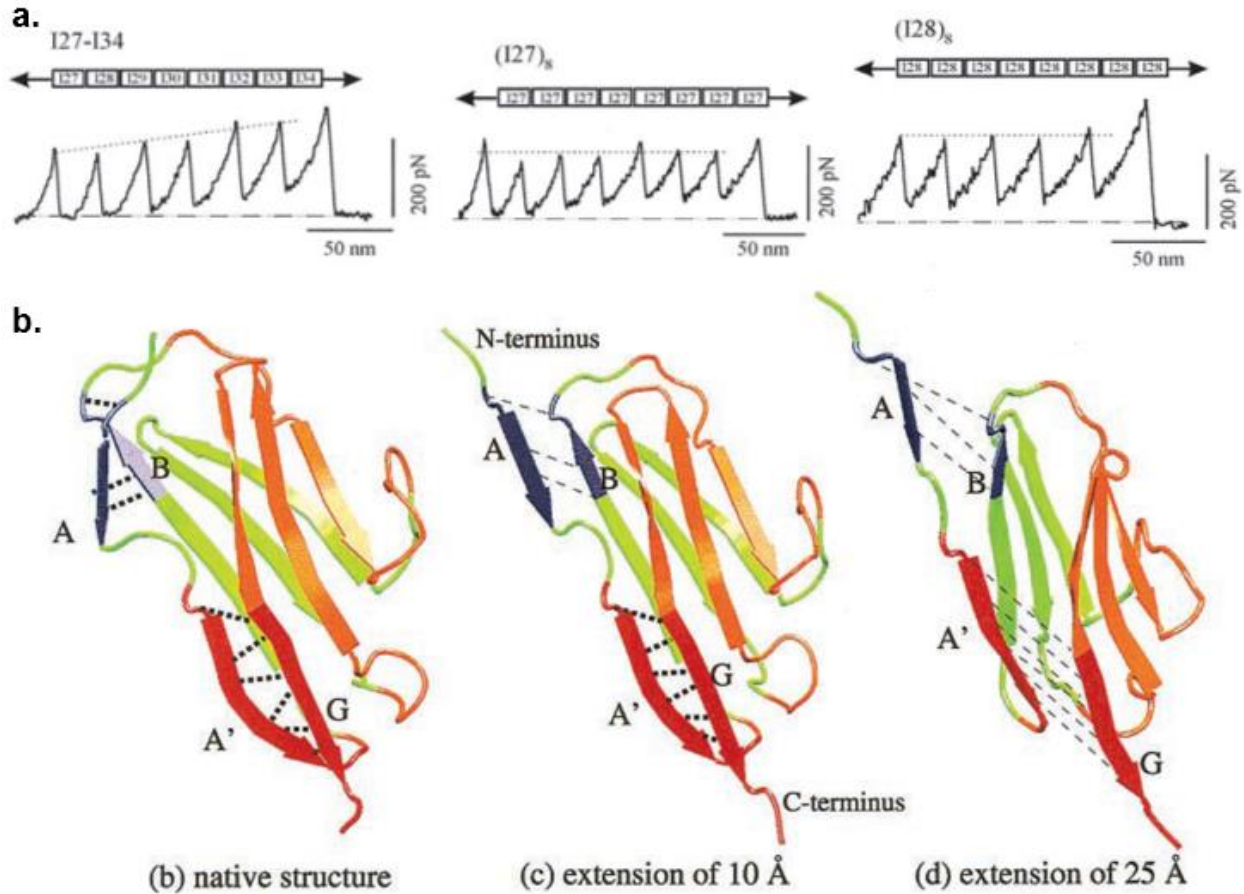 a.
I27-I34
I27 I28 I29 I30 I31 I32 I33 I34
200 pN
50 nm
(I27)8
I27 I27 I27 I27 I27 I27 I27 I27
200 pN
50 nm
(I28)8
I28 I28 I28 I28 I28 I28 I28 I28
200 pN
50 nm
b.
A
B
A'
G
(b) native structure
N-terminus
A
B
A'
G
C-terminus
(c) extension of 10 Å
A
B
A'
G
(d) extension of 25 Å